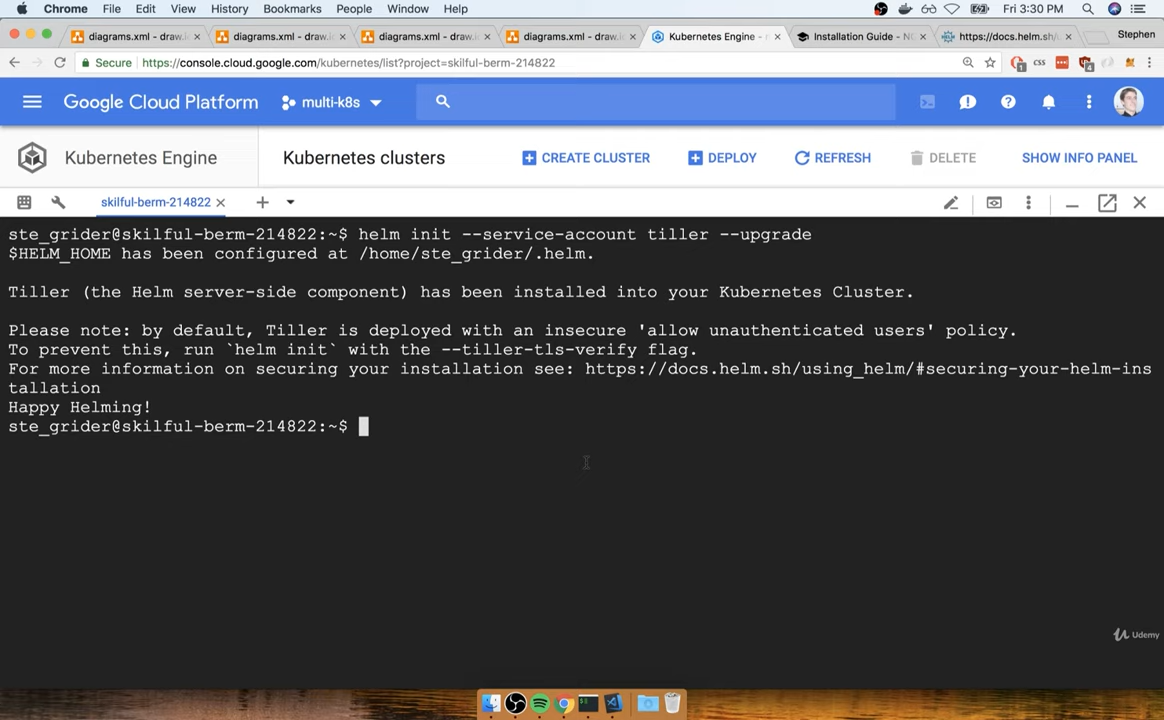 Chrome File Edit View History Bookmarks People Window Help Fri 3:30 PM
diagrams.xml - draw.i diagrams.xml - draw.i diagrams.xml - draw.i diagrams.xml - draw.i Kubernetes Engine - Installation Guide - NG https://docs.helm.sh/u Stephen
Secure https://console.cloud.google.com/kubernetes/list?project=skilful-berm-214822 1 CSS 4
Google Cloud Platform multi-k8s
Kubernetes Engine Kubernetes clusters CREATE CLUSTER DEPLOY REFRESH DELETE SHOW INFO PANEL
skilful-berm-214822
ste_grider@skilful-berm-214822:~$ helm init --service-account tiller --upgrade
$HELM_HOME has been configured at /home/ste_grider/.helm.
Tiller (the Helm server-side component) has been installed into your Kubernetes Cluster.
Please note: by default, Tiller is deployed with an insecure 'allow unauthenticated users' policy.
To prevent this, run `helm init` with the --tiller-tls-verify flag.
For more information on securing your installation see: https://docs.helm.sh/using_helm/#securing-your-helm-ins
tallation
Happy Helming!
ste_grider@skilful-berm-214822:~$
Udemy